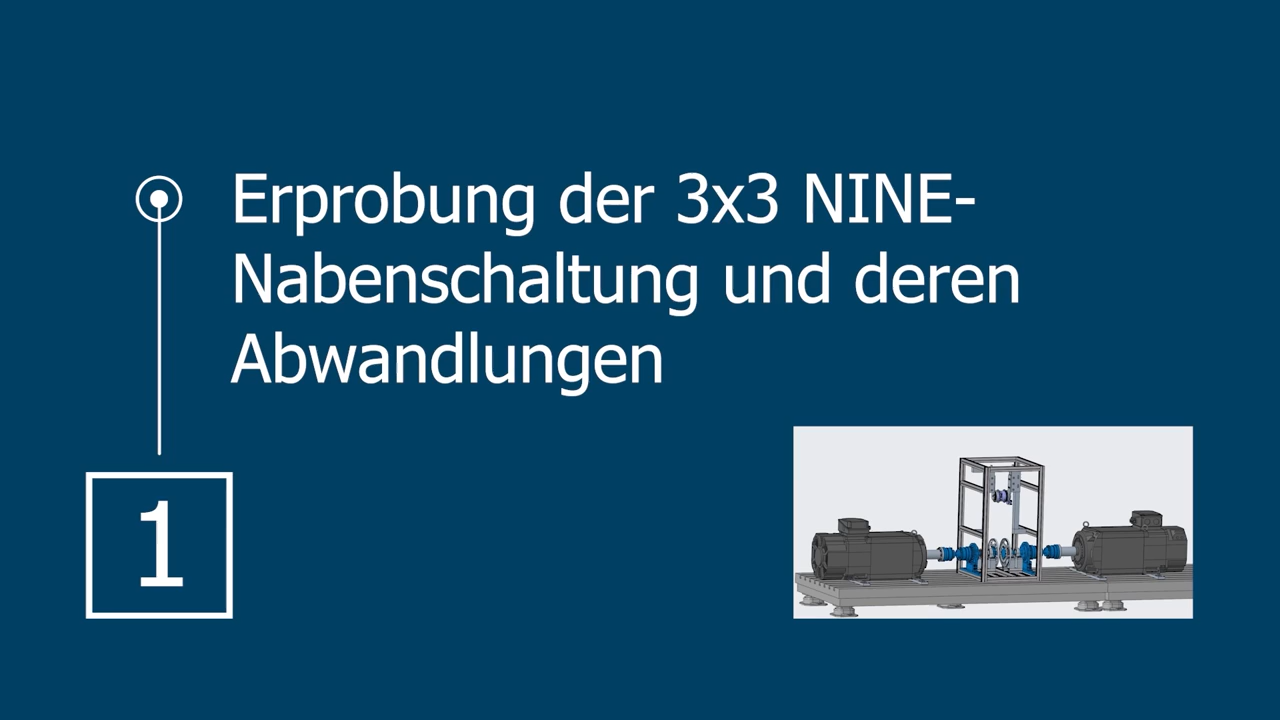 Erprobung der 3x3 NINE-
Nabenschaltung und deren
Abwandlungen
1